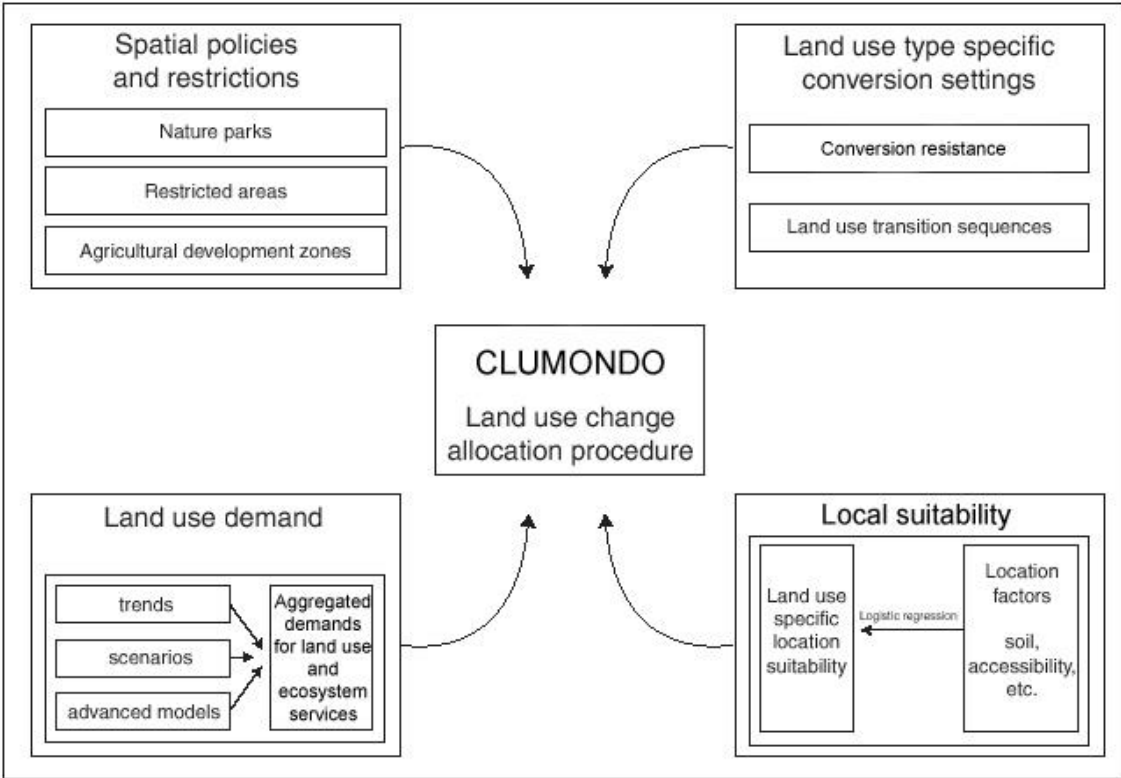 Spatial policies
and restrictions
Nature parks
Restricted areas
Agricultural development zones
Land use type specific
conversion settings
Conversion resistance
Land use transition sequences
CLUMONDO
Land use change
allocation procedure
Land use demand
trends
scenarios
advanced models
Aggregated
demands
for land use
and
ecosystem
services
Local suitability
Land use
specific
location
suitability
Logistic regression
Location
factors
soil,
accessibility,
etc.